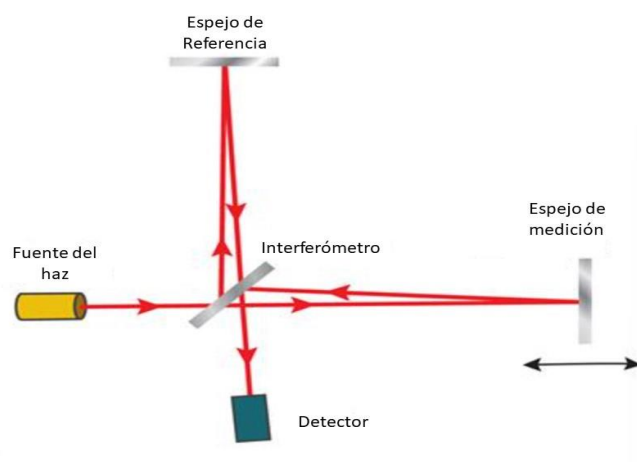 Espejo de
Referencia
Espejo de
medición
Interferómetro
Fuente del
haz
Detector